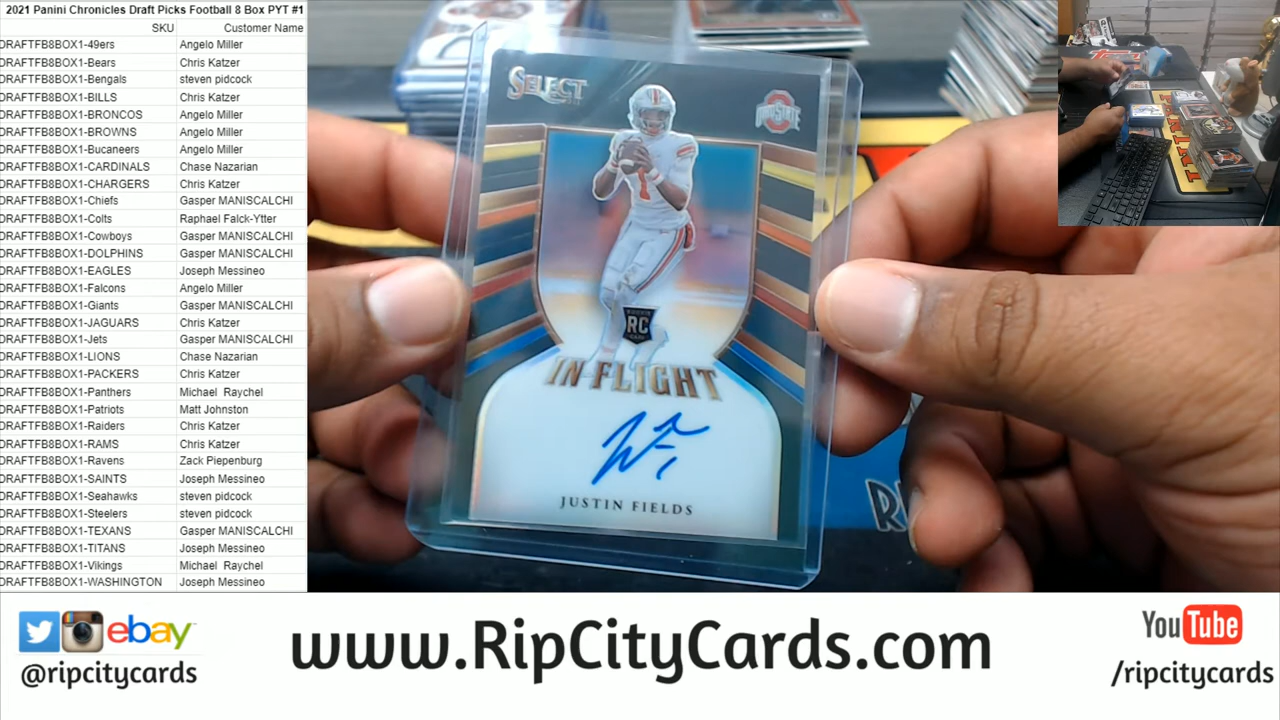 2021 Panini Chronicles Draft Picks Football 8 Box PYT #1
SKU Customer Name
DRAFTFB8BOX1-49ers Angelo Miller
DRAFTFB8BOX1-Bears Chris Katzer
DRAFTFB8BOX1-Bengals steven pidcock
DRAFTFB8BOX1-BILLS Chris Katzer
DRAFTFB8BOX1-BRONCOS Angelo Miller
DRAFTFB8BOX1-BROWNS Angelo Miller
DRAFTFB8BOX1-Bucaneers Angelo Miller
DRAFTFB8BOX1-CARDINALS Chase Nazarian
DRAFTFB8BOX1-CHARGERS Chris Katzer
DRAFTFB8BOX1-Chiefs Gasper MANISCALCHI
DRAFTFB8BOX1-Colts Raphael Falck-Ytter
DRAFTFB8BOX1-Cowboys Gasper MANISCALCHI
DRAFTFB8BOX1-DOLPHINS Gasper MANISCALCHI
DRAFTFB8BOX1-EAGLES Joseph Messineo
DRAFTFB8BOX1-Falcons Angelo Miller
DRAFTFB8BOX1-Giants Gasper MANISCALCHI
DRAFTFB8BOX1-JAGUARS Chris Katzer
DRAFTFB8BOX1-Jets Gasper MANISCALCHI
DRAFTFB8BOX1-LIONS Chase Nazarian
DRAFTFB8BOX1-PACKERS Chris Katzer
DRAFTFB8BOX1-Panthers Michael Raychel
DRAFTFB8BOX1-Patriots Matt Johnston
DRAFTFB8BOX1-Raiders Chris Katzer
DRAFTFB8BOX1-RAMS Chris Katzer
DRAFTFB8BOX1-Ravens Zack Piepenburg
DRAFTFB8BOX1-SAINTS Joseph Messineo
DRAFTFB8BOX1-Seahawks steven pidcock
DRAFTFB8BOX1-Steelers steven pidcock
DRAFTFB8BOX1-TEXANS Gasper MANISCALCHI
DRAFTFB8BOX1-TITANS Joseph Messineo
DRAFTFB8BOX1-Vikings Michael Raychel
DRAFTFB8BOX1-WASHINGTON Joseph Messineo
SELECT
OHIO STATE
1
ROOKIE
RC
CARD
IN-FLIGHT
JUSTIN FIELDS
ebay
@ripcitycards
www.RipCityCards.com
YouTube
/ripcitycards